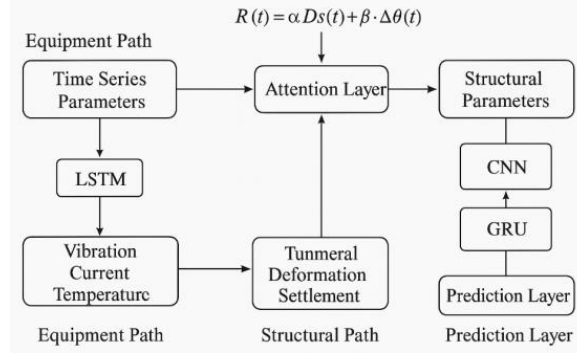 R(t) = α Ds(t) + β · Δθ(t)
Equipment Path
Time Series
Parameters
Attention Layer
Structural
Parameters
LSTM
CNN
GRU
Vibration
Current
Temperature
Tunmeral
Deformation
Settlement
Prediction Layer
Equipment Path
Structural Path
Prediction Layer